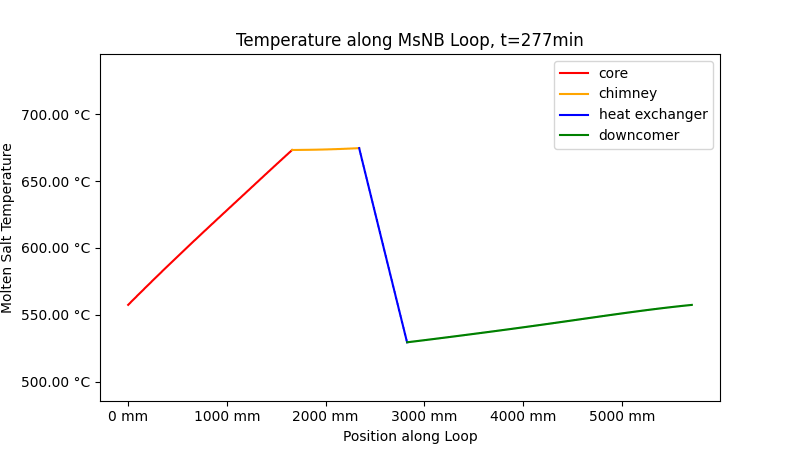 Temperature along MsNB Loop, t=277min
core
chimney
heat exchanger
downcomer
Molten Salt Temperature
700.00 °C
650.00 °C
600.00 °C
550.00 °C
500.00 °C
0 mm
1000 mm
2000 mm
3000 mm
4000 mm
5000 mm
Position along Loop